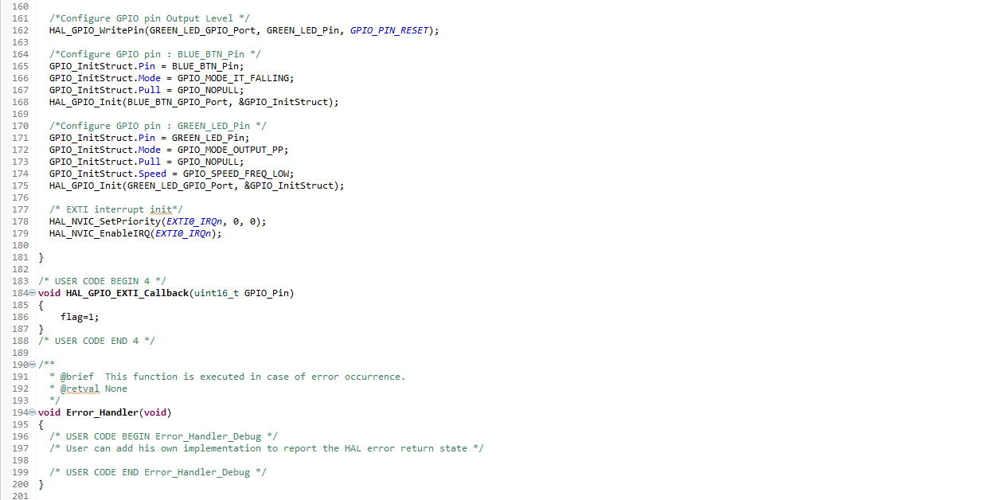 160
161 /*Configure GPIO pin Output Level */
162 HAL_GPIO_WritePin(GREEN_LED_GPIO_Port, GREEN_LED_Pin, GPIO_PIN_RESET);
163
164 /*Configure GPIO pin : BLUE_BTN_Pin */
165 GPIO_InitStruct.Pin = BLUE_BTN_Pin;
166 GPIO_InitStruct.Mode = GPIO_MODE_IT_FALLING;
167 GPIO_InitStruct.Pull = GPIO_NOPULL;
168 HAL_GPIO_Init(BLUE_BTN_GPIO_Port, &GPIO_InitStruct);
169
170 /*Configure GPIO pin : GREEN_LED_Pin */
171 GPIO_InitStruct.Pin = GREEN_LED_Pin;
172 GPIO_InitStruct.Mode = GPIO_MODE_OUTPUT_PP;
173 GPIO_InitStruct.Pull = GPIO_NOPULL;
174 GPIO_InitStruct.Speed = GPIO_SPEED_FREQ_LOW;
175 HAL_GPIO_Init(GREEN_LED_GPIO_Port, &GPIO_InitStruct);
176
177 /* EXTI interrupt init*/
178 HAL_NVIC_SetPriority(EXTI0_IRQn, 0, 0);
179 HAL_NVIC_EnableIRQ(EXTI0_IRQn);
180
181 }
182
183 /* USER CODE BEGIN 4 */
184 void HAL_GPIO_EXTI_Callback(uint16_t GPIO_Pin)
185 {
186 flag=1;
187 }
188 /* USER CODE END 4 */
189
190 /**
191 * @brief  This function is executed in case of error occurrence.
192 * @retval None
193 */
194 void Error_Handler(void)
195 {
196 /* USER CODE BEGIN Error_Handler_Debug */
197 /* User can add his own implementation to report the HAL error return state */
198
199 /* USER CODE END Error_Handler_Debug */
200 }
201